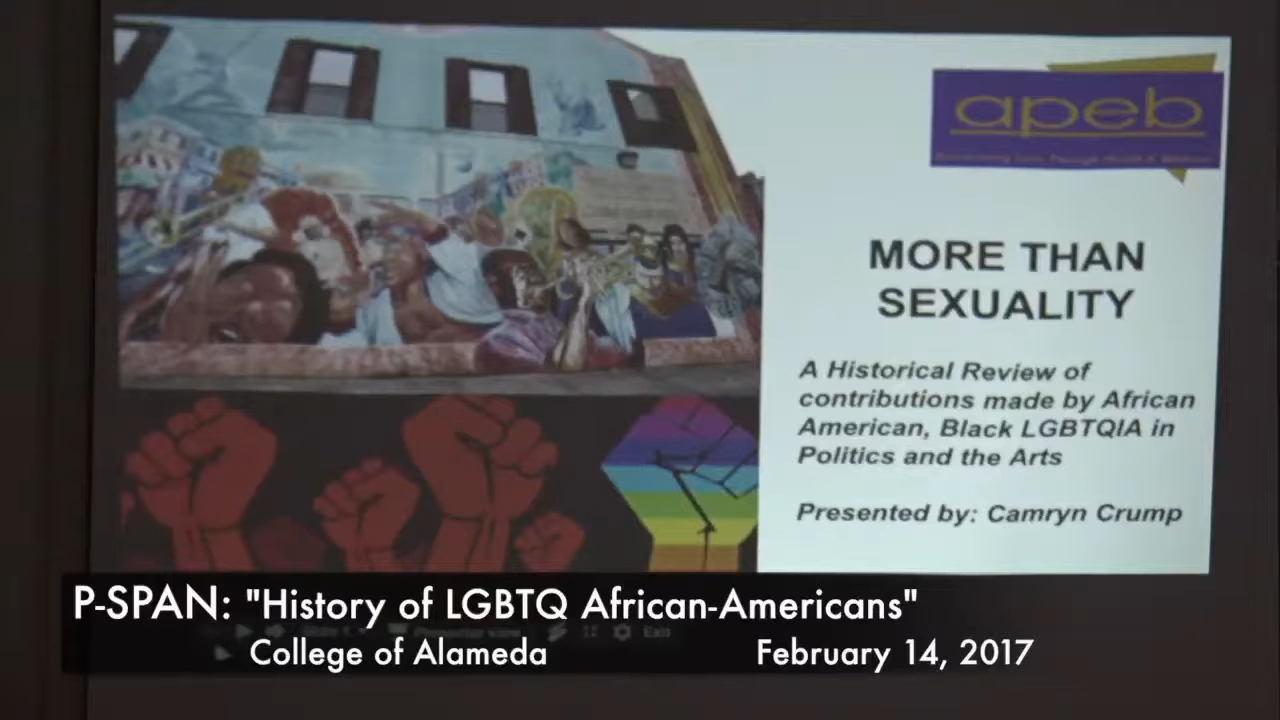 apeb
MORE THAN
SEXUALITY
A Historical Review of
contributions made by African
American, Black LGBTQIA in
Politics and the Arts
Presented by: Camryn Crump
P-SPAN: "History of LGBTQ African-Americans"
Exit
College of Alameda
February 14, 2017